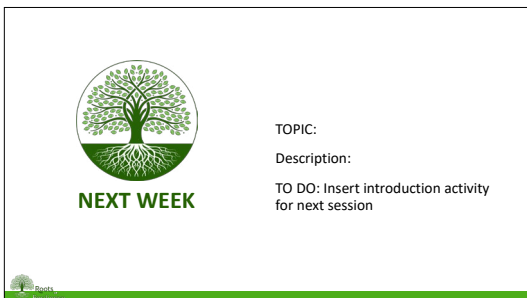 TOPIC:
Description:
TO DO: Insert introduction activity
for next session
NEXT WEEK
Roots